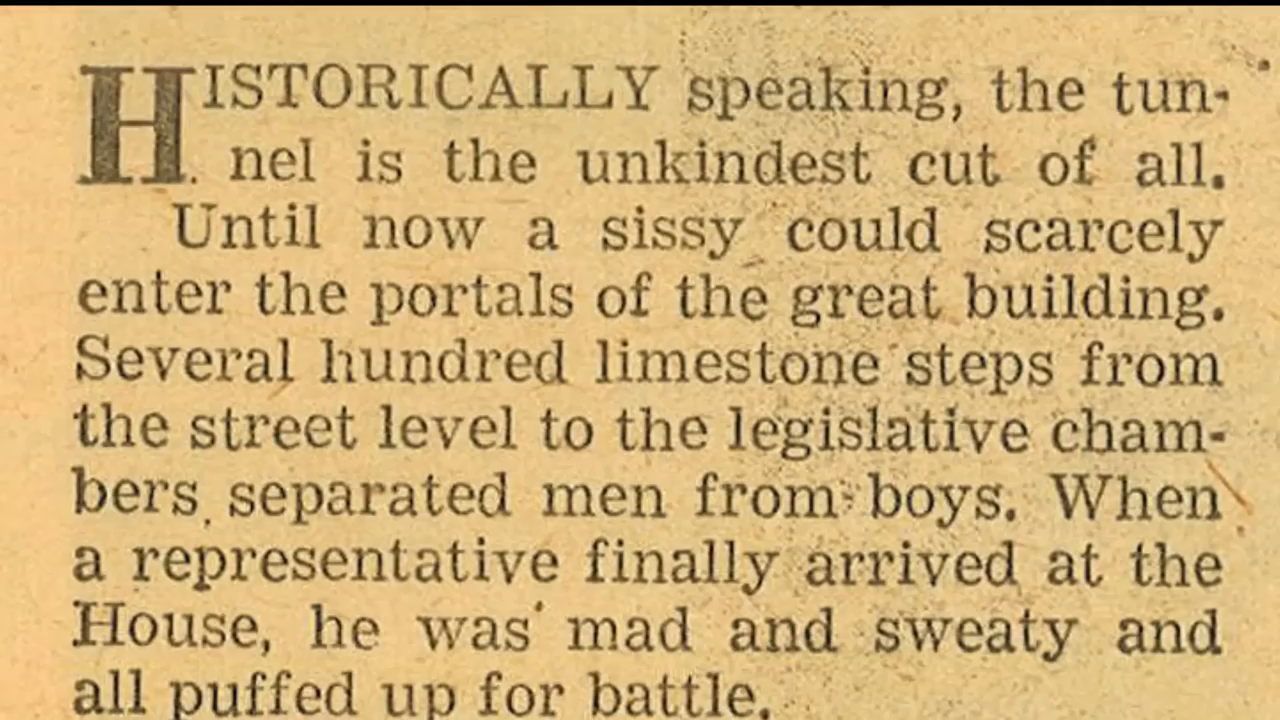 HISTORICALLY speaking, the tun-
nel is the unkindest cut of all.
Until now a sissy could scarcely
enter the portals of the great building.
Several hundred limestone steps from
the street level to the legislative cham-
bers separated men from boys. When
a representative finally arrived at the
House, he was mad and sweaty and
all puffed up for battle.